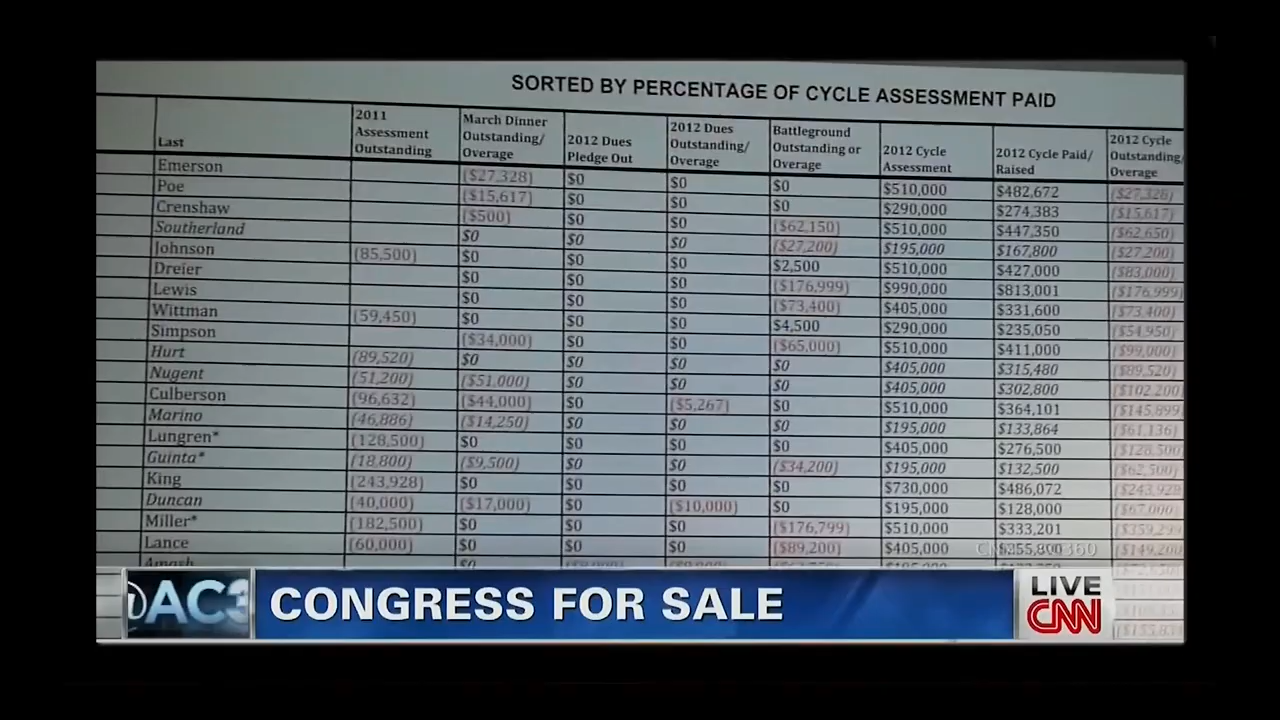 SORTED BY PERCENTAGE OF CYCLE ASSESSMENT PAID
Last
2011
Assessment
Outstanding
March Dinner
Outstanding/
Overage
2012 Dues
Pledge Out
2012 Dues
Outstanding/
Overage
Battleground
Outstanding or
Overage
2012 Cycle
Assessment
2012 Cycle Paid/
Raised
2012 Cycle
Outstanding/
Overage
Emerson ($27,328) $0 $0 $0 $510,000 $482,672 ($27,328)
Poe ($15,617) $0 $0 $0 $290,000 $274,383 ($15,617)
Crenshaw ($500) $0 $0 ($62,150) $510,000 $447,350 ($62,650)
Southerland $0 $0 $0 ($27,200) $195,000 $167,800 ($27,200)
Johnson (85,500) $0 $0 $0 $2,500 $510,000 $427,000 ($83,000)
Dreier $0 $0 $0 ($176,999) $990,000 $813,001 ($176,999)
Lewis $0 $0 $0 ($73,400) $405,000 $331,600 ($73,400)
Wittman (59,450) $0 $0 $0 $4,500 $290,000 $235,050 ($54,950)
Simpson ($34,000) $0 $0 ($65,000) $510,000 $411,000 ($99,000)
Hurt (89,520) $0 $0 $0 $0 $405,000 $315,480 ($89,520)
Nugent (51,200) ($51,000) $0 $0 $0 $405,000 $302,800 ($102,200)
Culberson (96,632) ($44,000) $0 ($5,267) $0 $510,000 $364,101 ($145,899)
Marino (46,886) ($14,250) $0 $0 $0 $195,000 $133,864 ($61,136)
Lungren* (128,500) $0 $0 $0 $0 $405,000 $276,500 ($128,500)
Guinta* (18,800) ($9,500) $0 $0 ($34,200) $195,000 $132,500 ($62,500)
King (243,928) $0 $0 $0 $0 $730,000 $486,072 ($243,928
Duncan (40,000) ($17,000) $0 ($10,000) $0 $195,000 $128,000 ($67,000)
Miller* (182,500) $0 $0 $0 ($176,799) $510,000 $333,201 ($359,299
Lance (60,000) $0 $0 $0 ($89,200) $405,000 ($149,200
Amash $0
@AC3
CONGRESS FOR SALE
LIVE
CNN